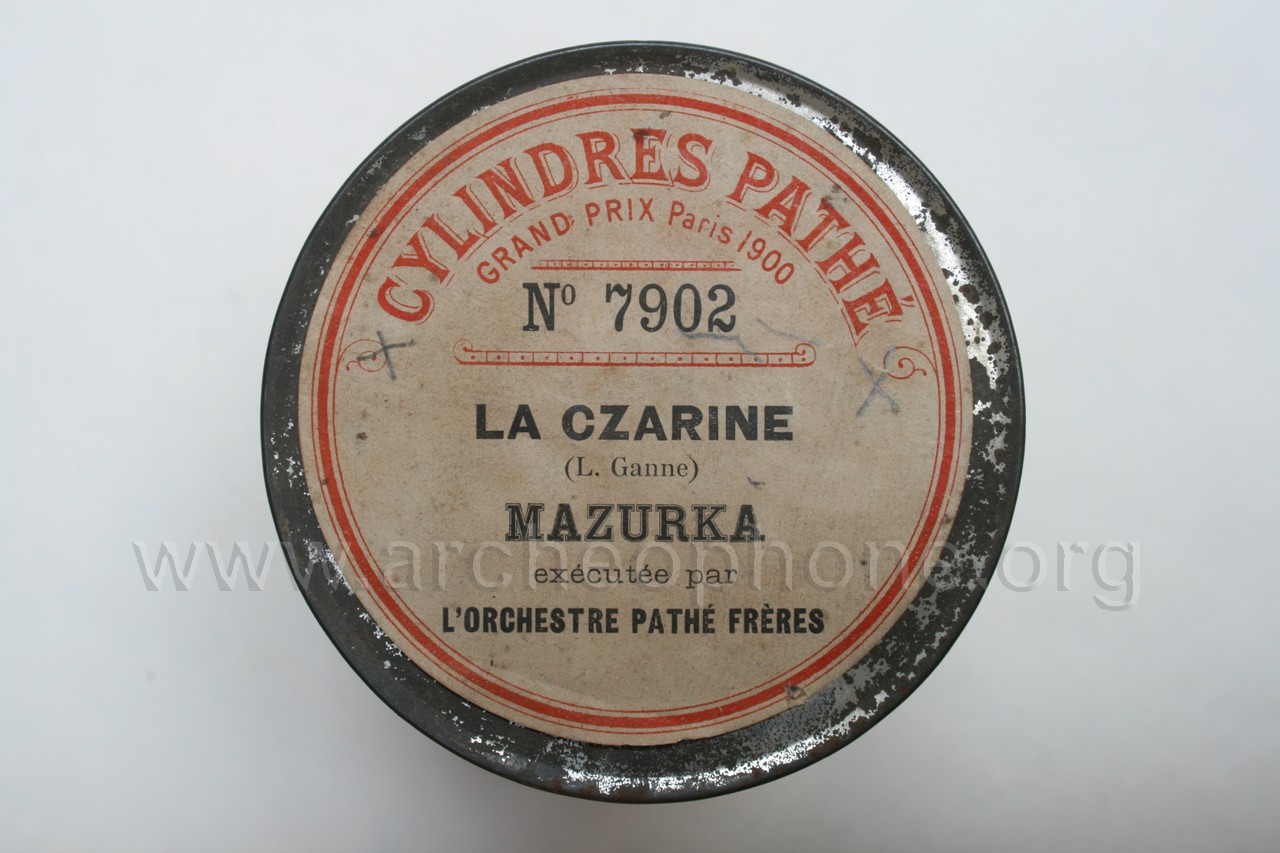 CYLINDRES PATHÉ
GRAND PRIX Paris 1900
Nº 7902
LA CZARINE
(L. Ganne)
MAZURKA
exécutée par
L'ORCHESTRE PATHÉ FRÈRES
www.archeophone.org